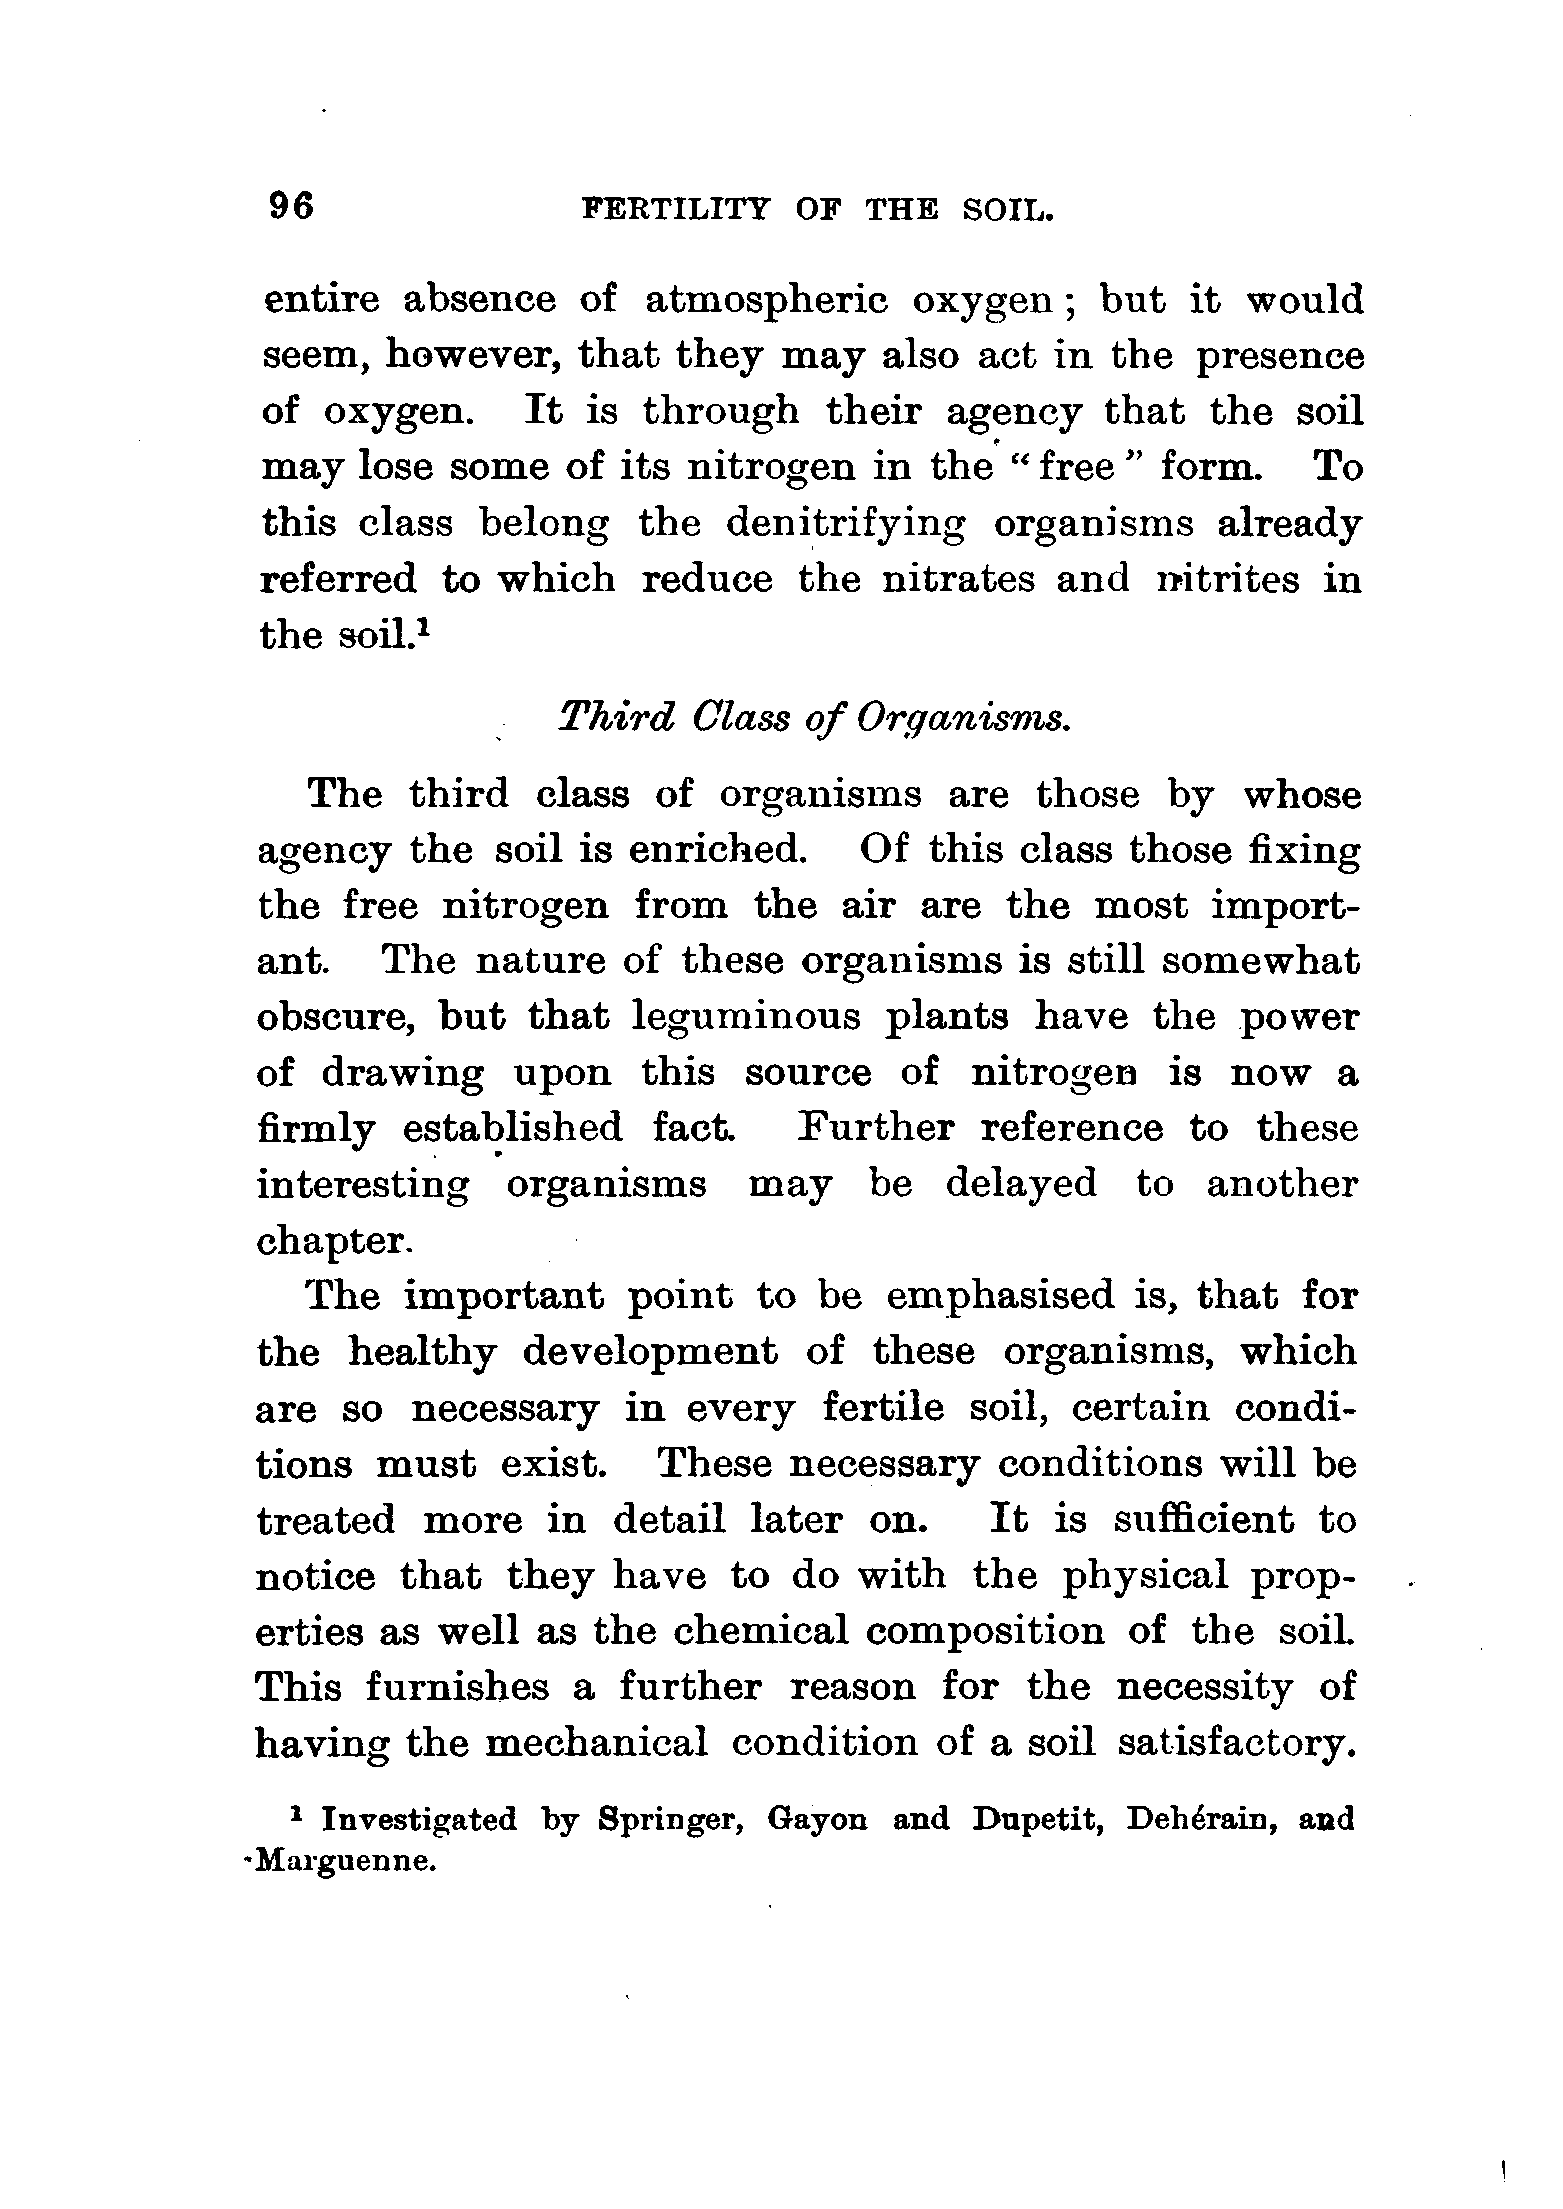 96 FERTILITY OF THE SOIL.
entire absence of atmospheric oxygen ; but it would
seem, however, that they may also act in the presence
of oxygen. It is through their agency that the soil
may lose some of its nitrogen in the “ free ” form. To
this class belong the denitrifying organisms already
referred to which reduce the nitrates and nitrites in
the soil.¹
Third Class of Organisms.
The third class of organisms are those by whose
agency the soil is enriched. Of this class those fixing
the free nitrogen from the air are the most import-
ant. The nature of these organisms is still somewhat
obscure, but that leguminous plants have the power
of drawing upon this source of nitrogen is now a
firmly established fact. Further reference to these
interesting organisms may be delayed to another
chapter.
The important point to be emphasised is, that for
the healthy development of these organisms, which
are so necessary in every fertile soil, certain condi-
tions must exist. These necessary conditions will be
treated more in detail later on. It is sufficient to
notice that they have to do with the physical prop-
erties as well as the chemical composition of the soil.
This furnishes a further reason for the necessity of
having the mechanical condition of a soil satisfactory.
¹ Investigated by Springer, Gayon and Dupetit, Dehérain, and
Marguenne.